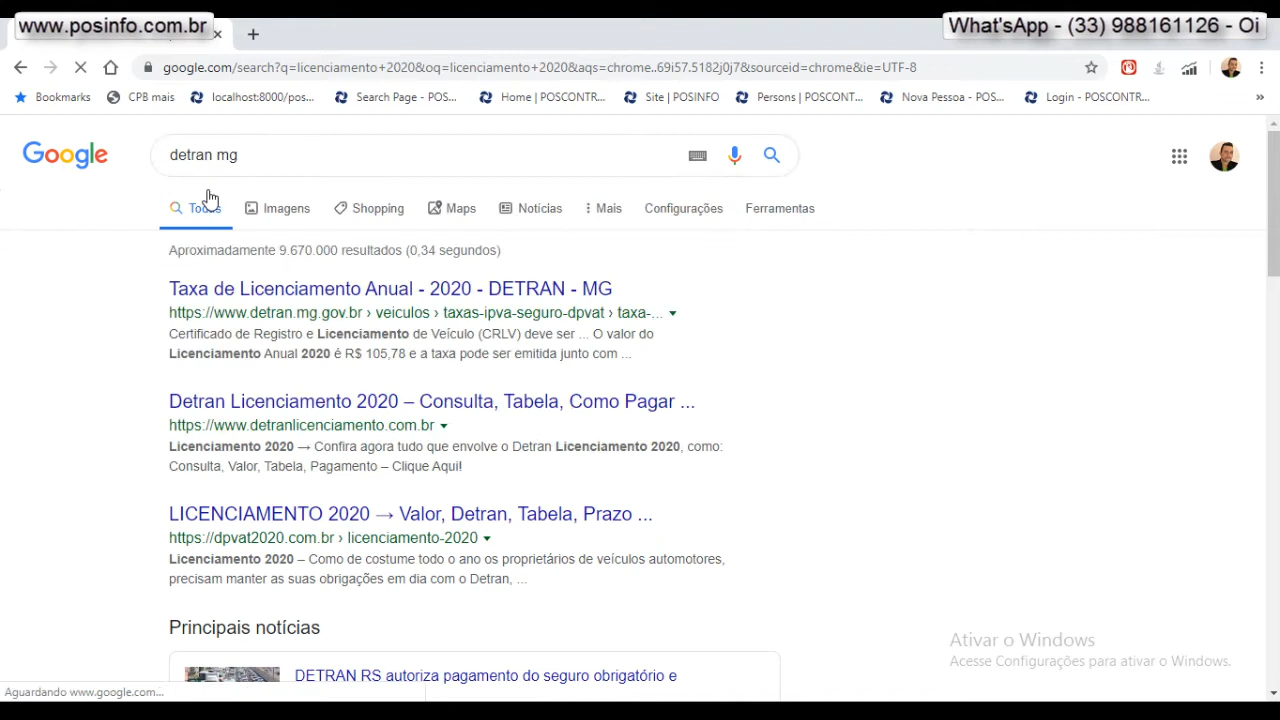 www.posinfo.com.br
What'sApp - (33) 988161126 - Oi
google.com/search?q=licenciamento+2020&oq=licenciamento+2020&aqs=chrome..69i57.5182j0j7&sourceid=chrome&ie=UTF-8
Bookmarks
CPB mais
localhost:8000/pos...
Search Page - POS...
Home | POSCONTR...
Site | POSINFO
Persons | POSCONT...
Nova Pessoa - POS...
Login - POSCONTR...
Google
detran mg
Todos
Imagens
Shopping
Maps
Notícias
Mais
Configurações
Ferramentas
Aproximadamente 9.670.000 resultados (0,34 segundos)
Taxa de Licenciamento Anual - 2020 - DETRAN - MG
https://www.detran.mg.gov.br › veiculos › taxas-ipva-seguro-dpvat › taxa-...
Certificado de Registro e Licenciamento de Veículo (CRLV) deve ser ... O valor do
Licenciamento Anual 2020 é R$ 105,78 e a taxa pode ser emitida junto com ...
Detran Licenciamento 2020 – Consulta, Tabela, Como Pagar ...
https://www.detranlicenciamento.com.br
Licenciamento 2020 → Confira agora tudo que envolve o Detran Licenciamento 2020, como:
Consulta, Valor, Tabela, Pagamento – Clique Aqui!
LICENCIAMENTO 2020 → Valor, Detran, Tabela, Prazo ...
https://dpvat2020.com.br › licenciamento-2020
Licenciamento 2020 – Como de costume todo o ano os proprietários de veículos automotores,
precisam manter as suas obrigações em dia com o Detran, ...
Principais notícias
DETRAN RS autoriza pagamento do seguro obrigatório e
Ativar o Windows
Acesse Configurações para ativar o Windows.
Aguardando www.google.com...